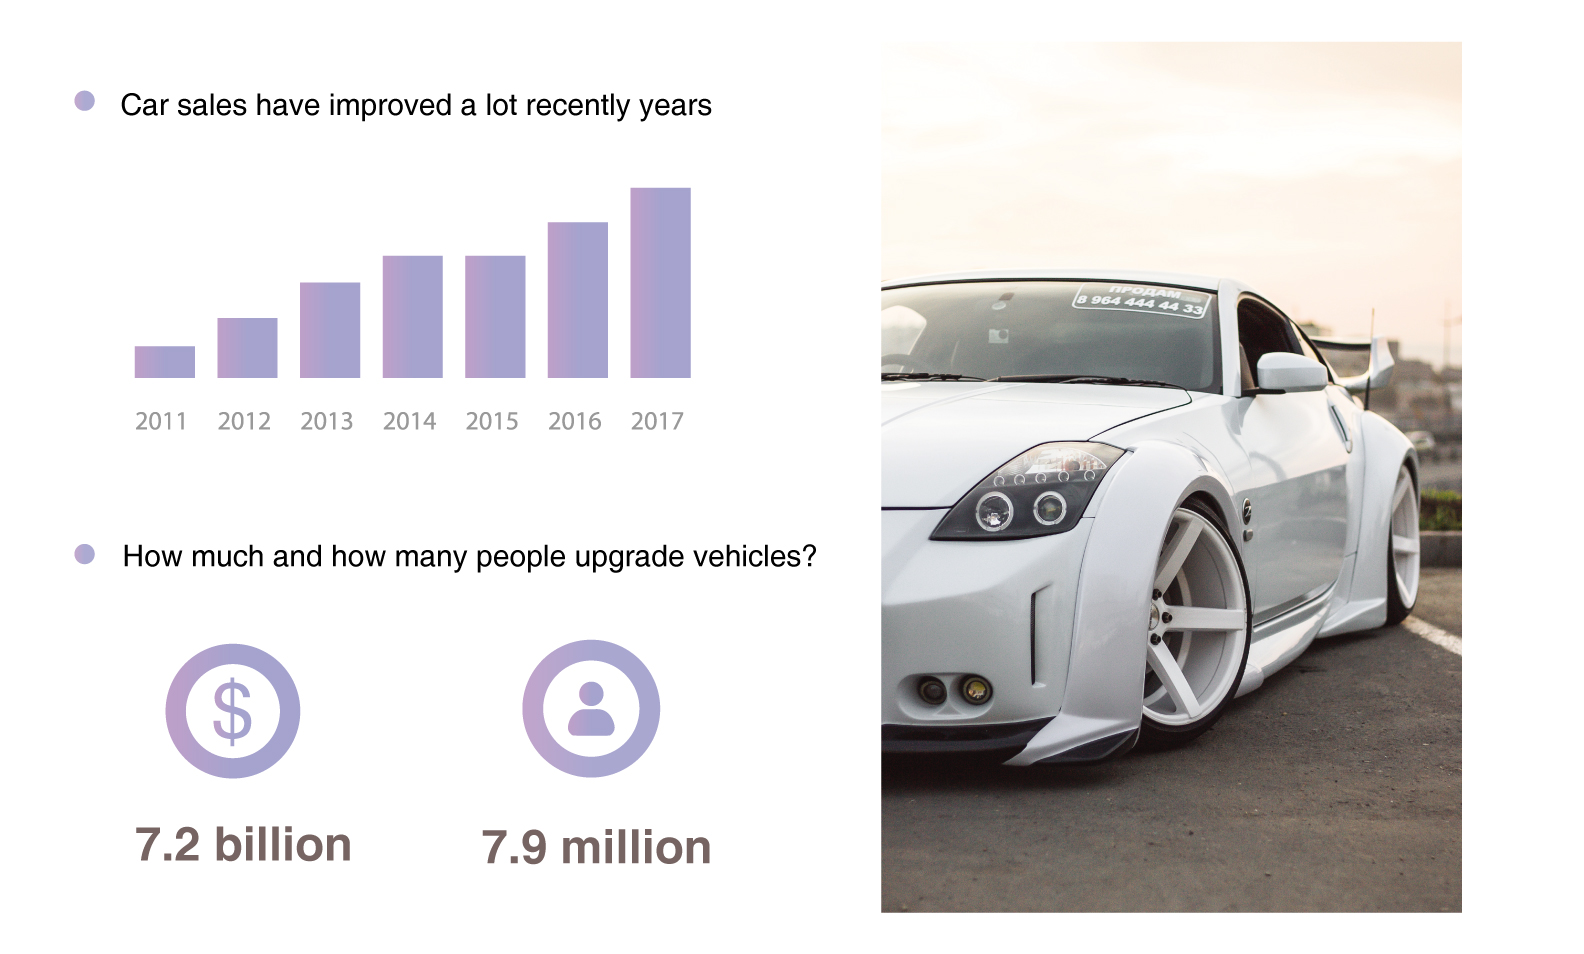 Car sales have improved a lot recently years
2011 2012 2013 2014 2015 2016 2017
How much and how many people upgrade vehicles?
$
7.2 billion 7.9 million
ПРОДАМ
8 964 444 44 33